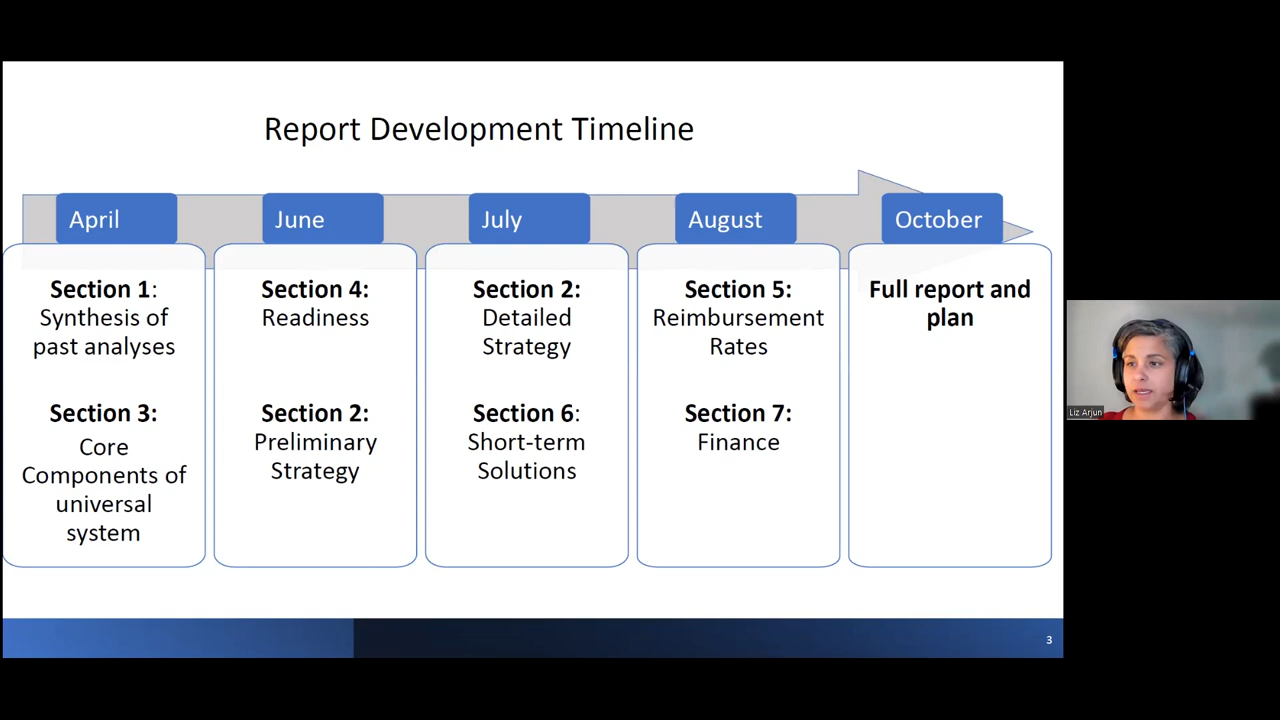 Report Development Timeline
April
June
July
August
October
Section 1:
Synthesis of
past analyses
Section 3:
Core
Components of
universal
system
Section 4:
Readiness
Section 2:
Preliminary
Strategy
Section 2:
Detailed
Strategy
Section 6:
Short-term
Solutions
Section 5:
Reimbursement
Rates
Section 7:
Finance
Full report and
plan
Liz Arjun
3